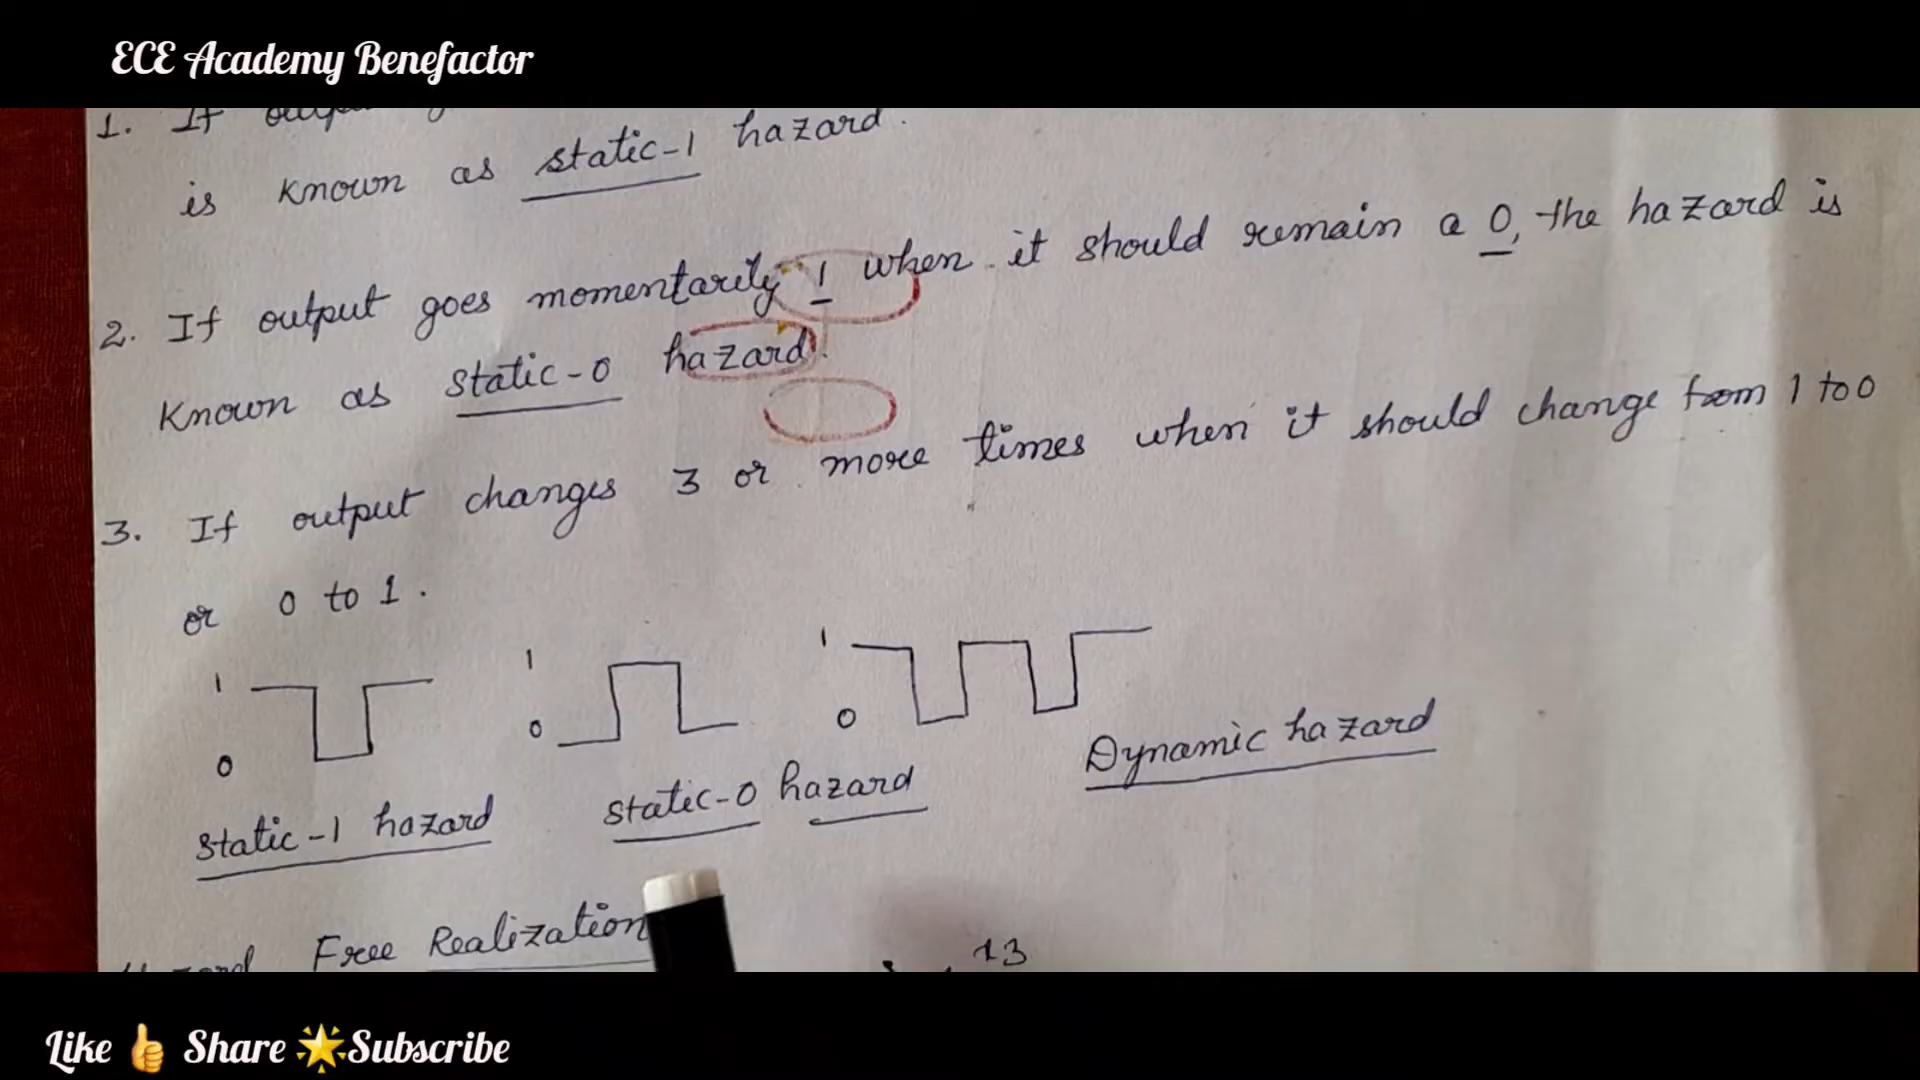 ECE Academy Benefactor
1. If output
is known as static-1 hazard.
2. If output goes momentarily 1 when it should remain a 0, the hazard is
known as static-0 hazard.
3. If output changes 3 or more times when it should change from 1 to 0
or 0 to 1.
1 1 1
0 0 0
static-1 hazard static-0 hazard Dynamic hazard
Free Realization
13
Like 👍 Share 🌟Subscribe